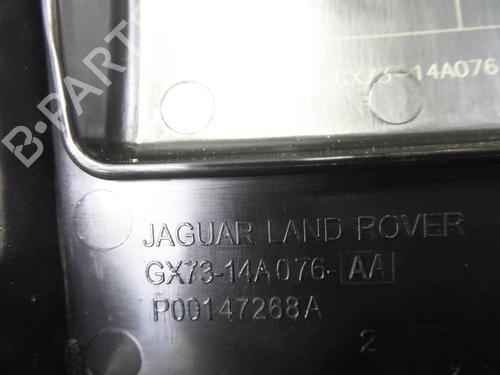 GX73-14A076
B-PARTS
JAGUAR LAND ROVER
GX73-14A076-AA
P00147268A
2